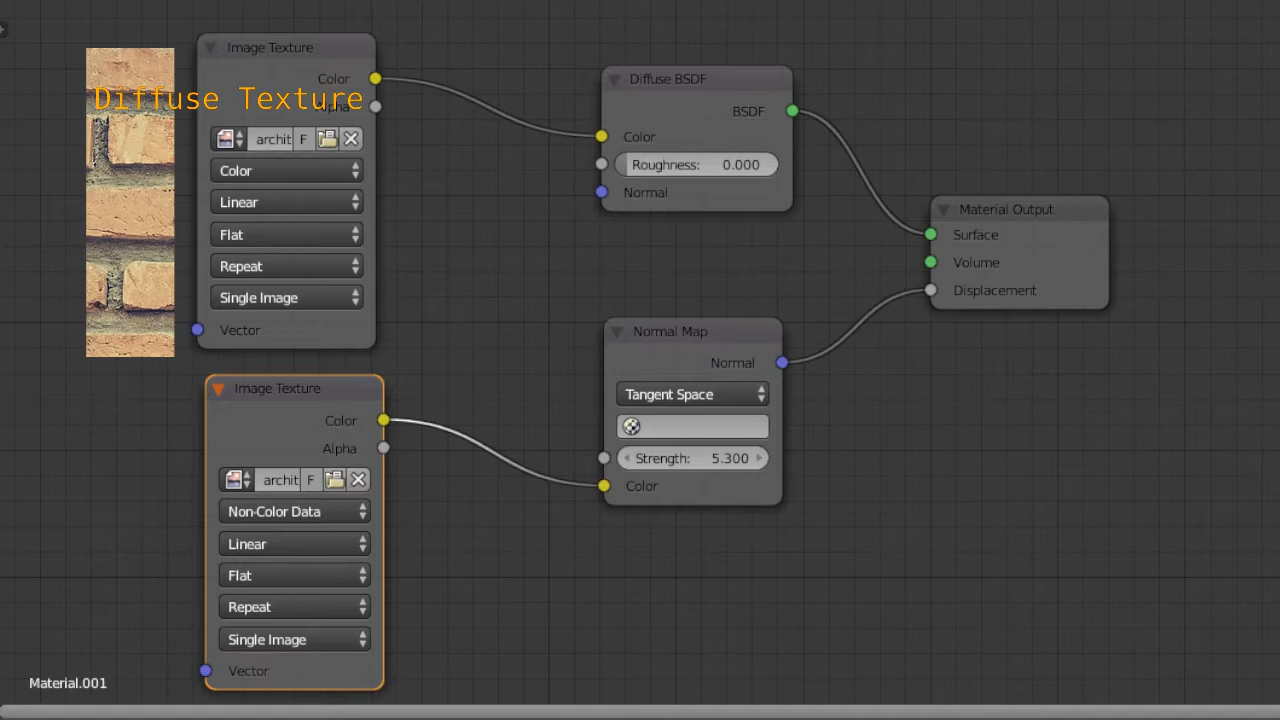 Image Texture
Color
Alpha
Diffuse Texture
archit F
Color
Linear
Flat
Repeat
Single Image
Vector
Image Texture
Color
Alpha
archit F
Non-Color Data
Linear
Flat
Repeat
Single Image
Vector
Diffuse BSDF
BSDF
Color
Roughness: 0.000
Normal
Normal Map
Normal
Tangent Space
Strength: 5.300
Color
Material Output
Surface
Volume
Displacement
Material.001